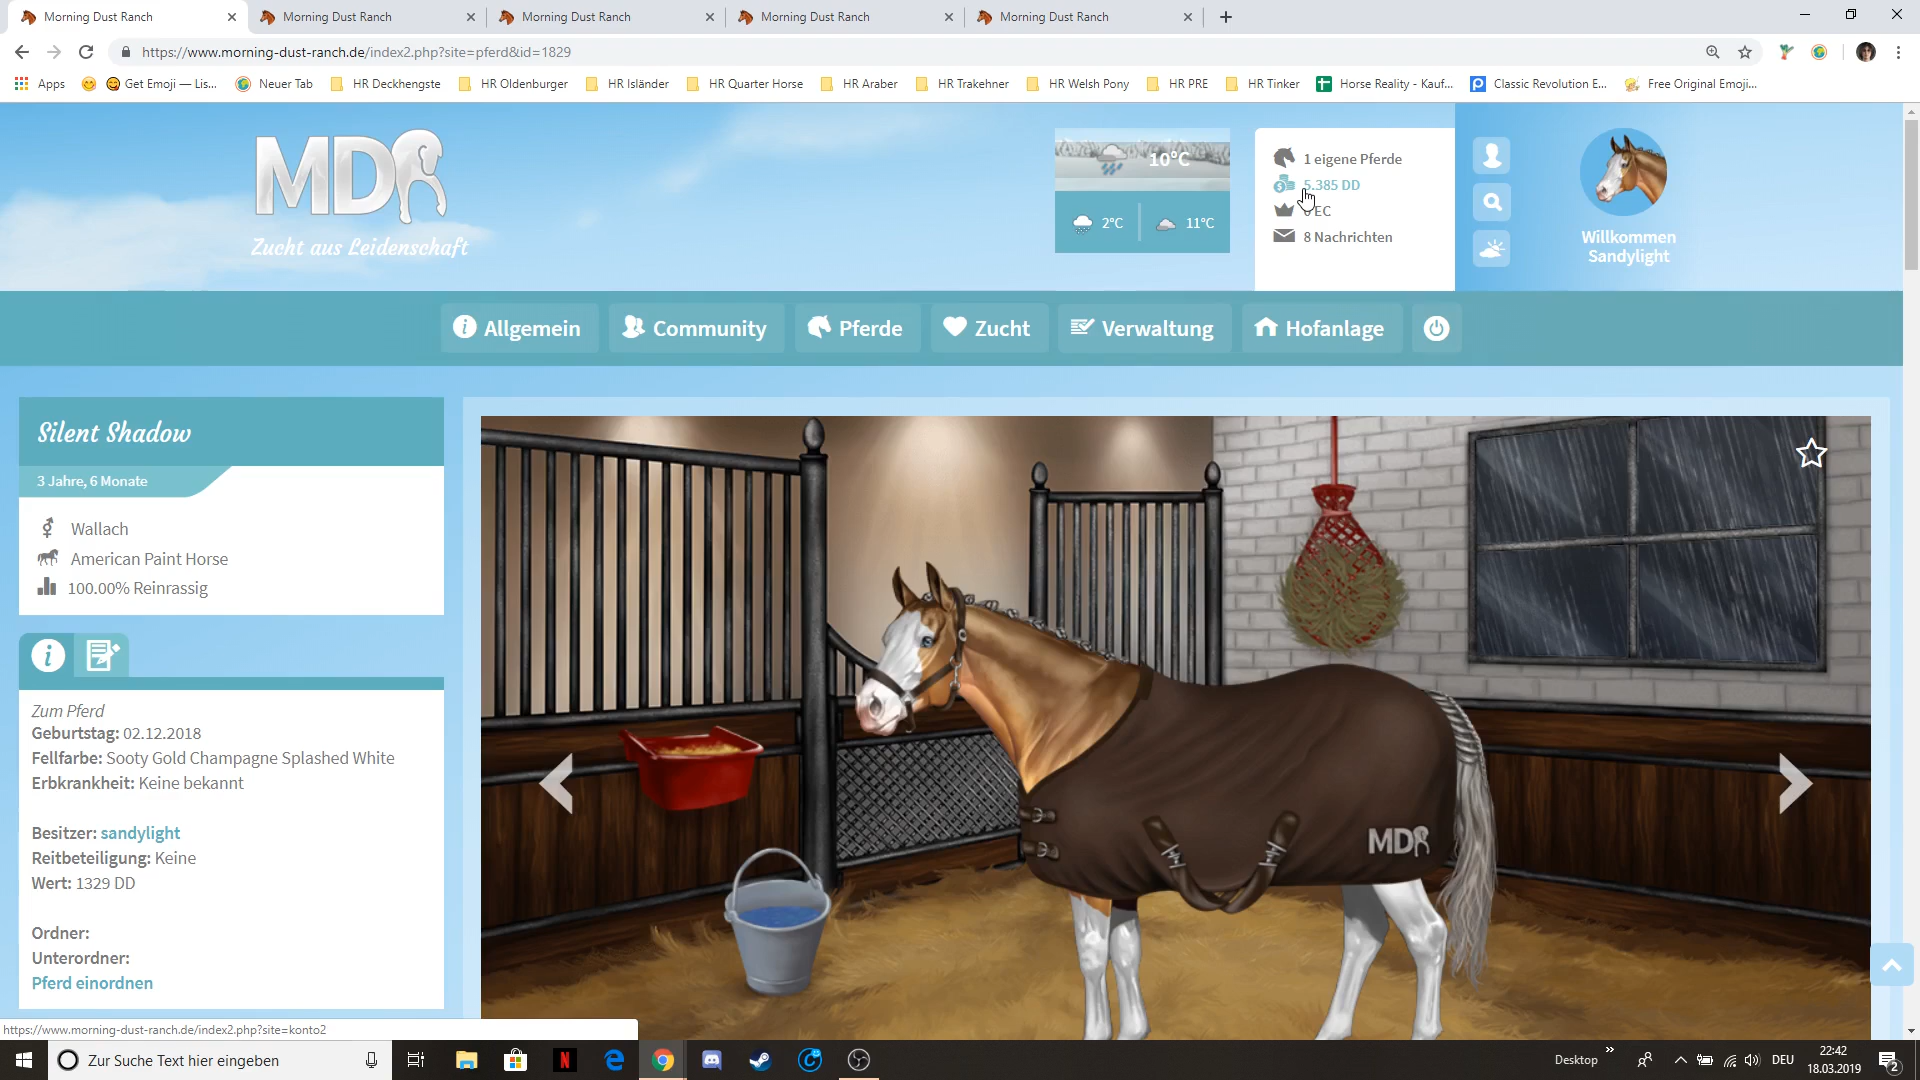 Morning Dust Ranch
Morning Dust Ranch
Morning Dust Ranch
Morning Dust Ranch
Morning Dust Ranch
https://www.morning-dust-ranch.de/index2.php?site=pferd&id=1829
Apps
Get Emoji — Lis...
Neuer Tab
HR Deckhengste
HR Oldenburger
HR Isländer
HR Quarter Horse
HR Araber
HR Trakehner
HR Welsh Pony
HR PRE
HR Tinker
Horse Reality - Kauf...
Classic Revolution E...
Free Original Emoji...
MDR
Zucht aus Leidenschaft
10°C
2°C
11°C
1 eigene Pferde
5.385 DD
EC
8 Nachrichten
Willkommen
Sandylight
Allgemein
Community
Pferde
Zucht
Verwaltung
Hofanlage
Silent Shadow
3 Jahre, 6 Monate
Wallach
American Paint Horse
100.00% Reinrassig
Zum Pferd
Geburtstag: 02.12.2018
Fellfarbe: Sooty Gold Champagne Splashed White
Erbkrankheit: Keine bekannt
Besitzer: sandylight
Reitbeteiligung: Keine
Wert: 1329 DD
Ordner:
Unterordner:
Pferd einordnen
MDR
https://www.morning-dust-ranch.de/index2.php?site=konto2
Zur Suche Text hier eingeben
Desktop
DEU
22:42
18.03.2019
2